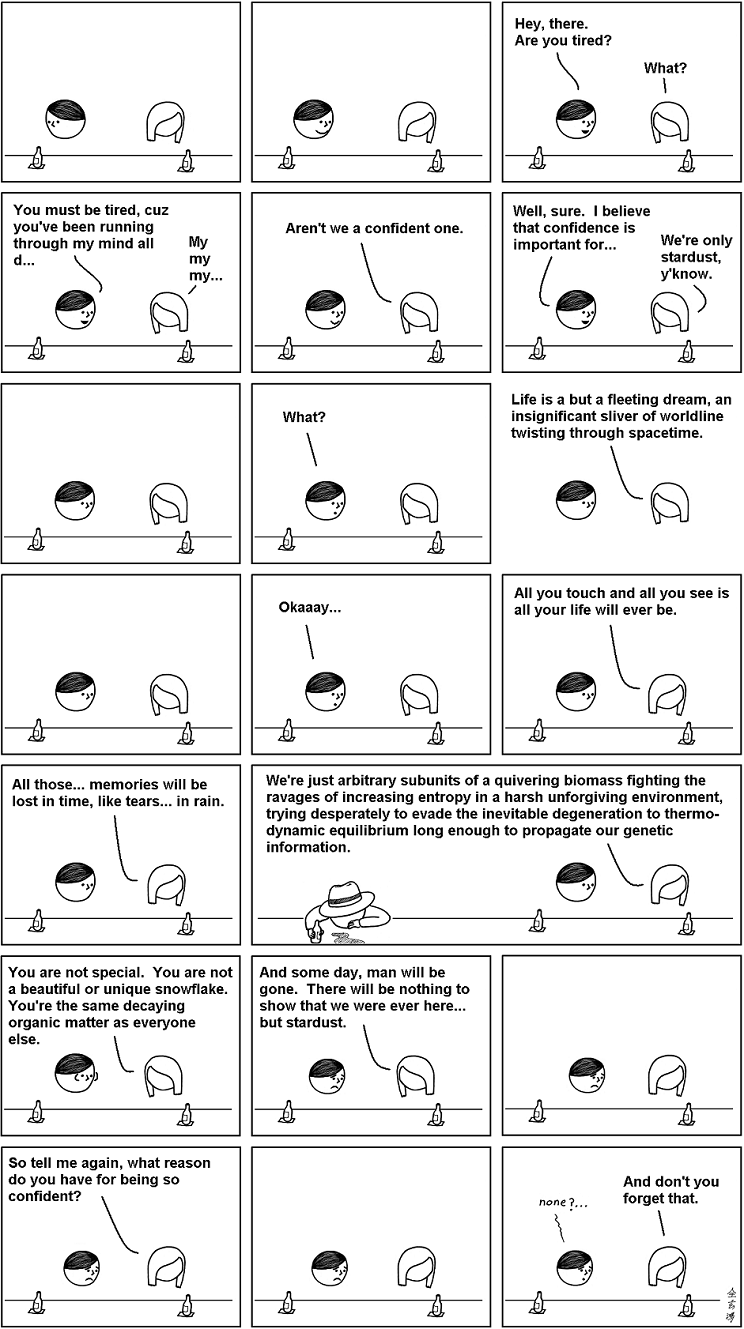 Hey, there.
Are you tired?
What?
You must be tired, cuz
you've been running
through my mind all
d...
My
my
my...
Aren't we a confident one.
Well, sure.  I believe
that confidence is
important for...
We're only
stardust,
y'know.
What?
Life is a but a fleeting dream, an
insignificant sliver of worldline
twisting through spacetime.
Okaaay...
All you touch and all you see is
all your life will ever be.
All those... memories will be
lost in time, like tears... in rain.
We're just arbitrary subunits of a quivering biomass fighting the
ravages of increasing entropy in a harsh unforgiving environment,
trying desperately to evade the inevitable degeneration to thermo-
dynamic equilibrium long enough to propagate our genetic
information.
You are not special.  You are not
a beautiful or unique snowflake.
You're the same decaying
organic matter as everyone
else.
And some day, man will be
gone.  There will be nothing to
show that we were ever here...
but stardust.
So tell me again, what reason
do you have for being so
confident?
none?...
And don't you
forget that.